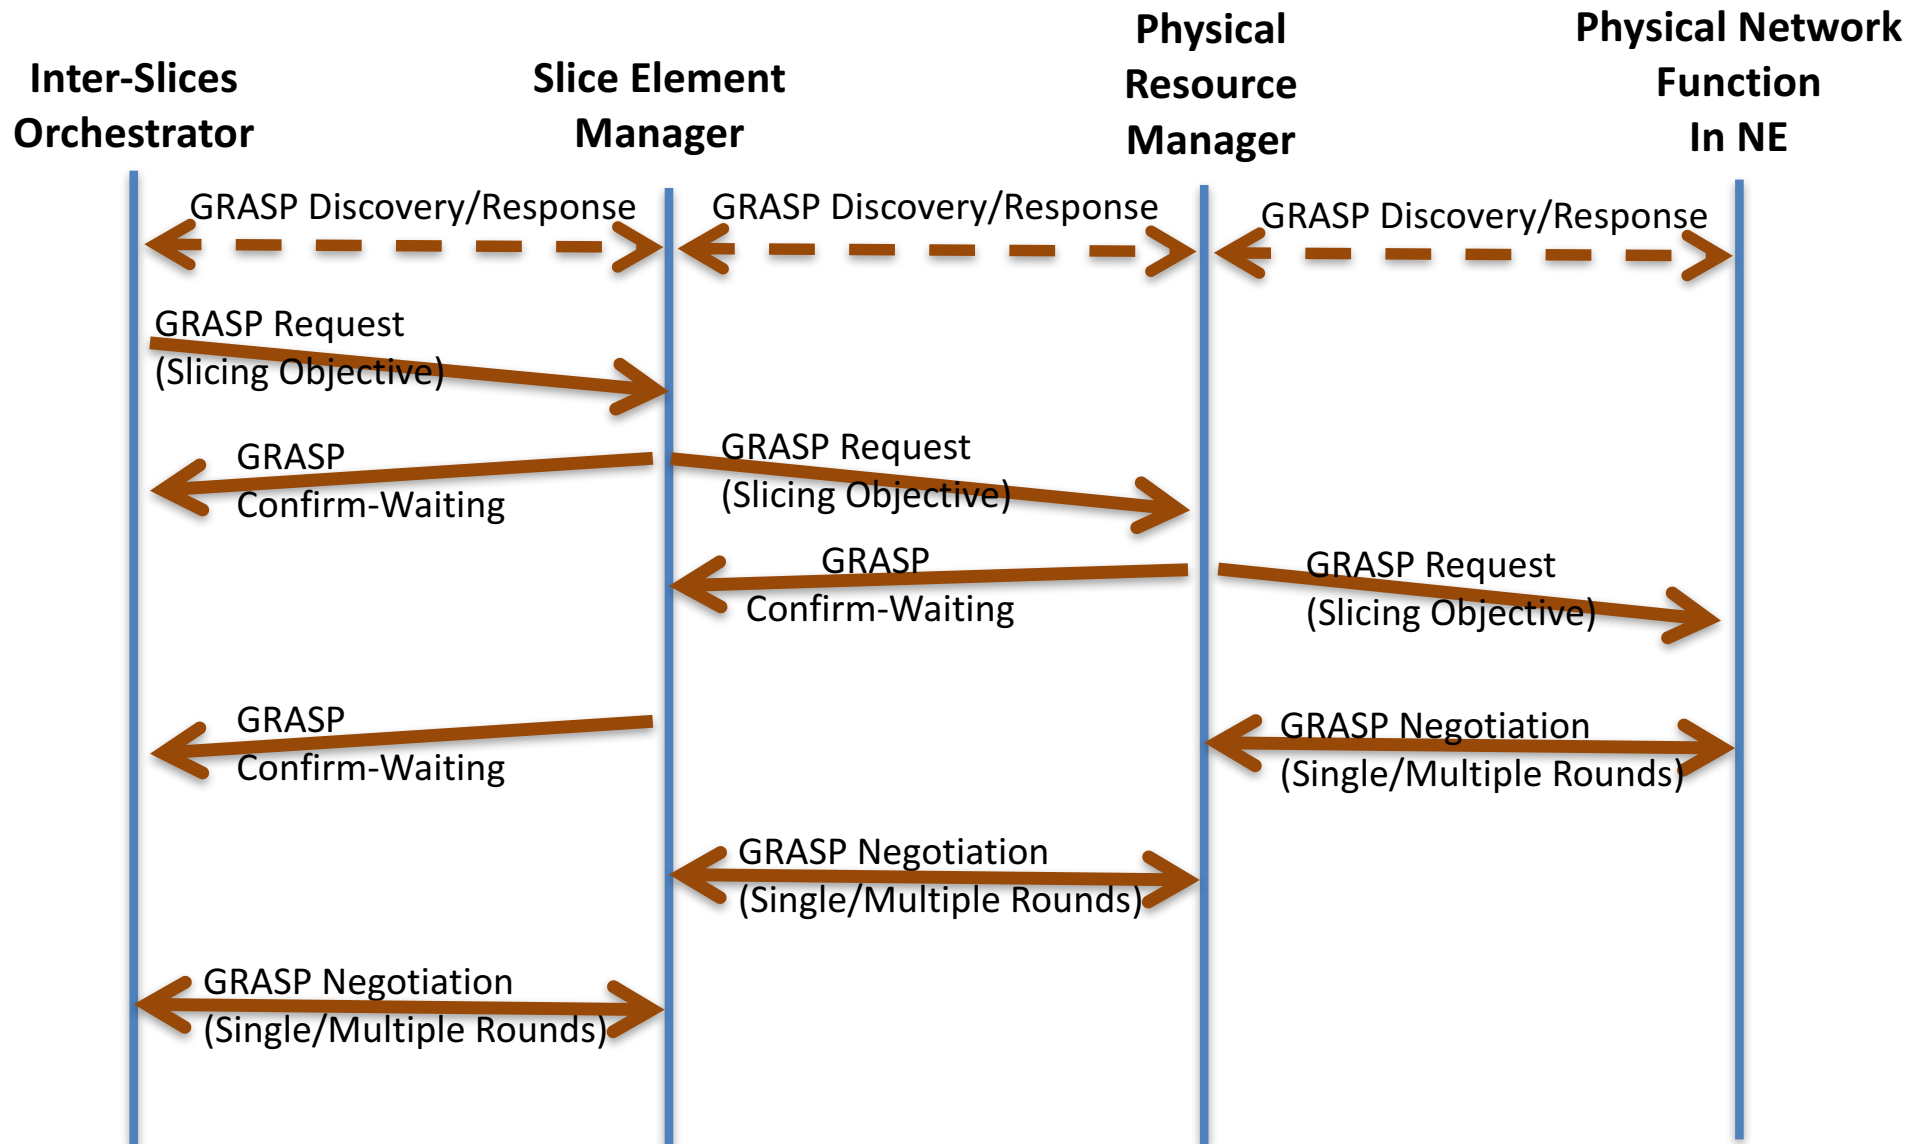 Inter-Slices
Orchestrator
Slice Element
Manager
Physical
Resource
Manager
Physical Network
Function
In NE
GRASP Discovery/Response
GRASP Discovery/Response
GRASP Discovery/Response
GRASP Request
(Slicing Objective)
GRASP
Confirm-Waiting
GRASP Request
(Slicing Objective)
GRASP
Confirm-Waiting
GRASP Request
(Slicing Objective)
GRASP
Confirm-Waiting
GRASP Negotiation
(Single/Multiple Rounds)
GRASP Negotiation
(Single/Multiple Rounds)
GRASP Negotiation
(Single/Multiple Rounds)